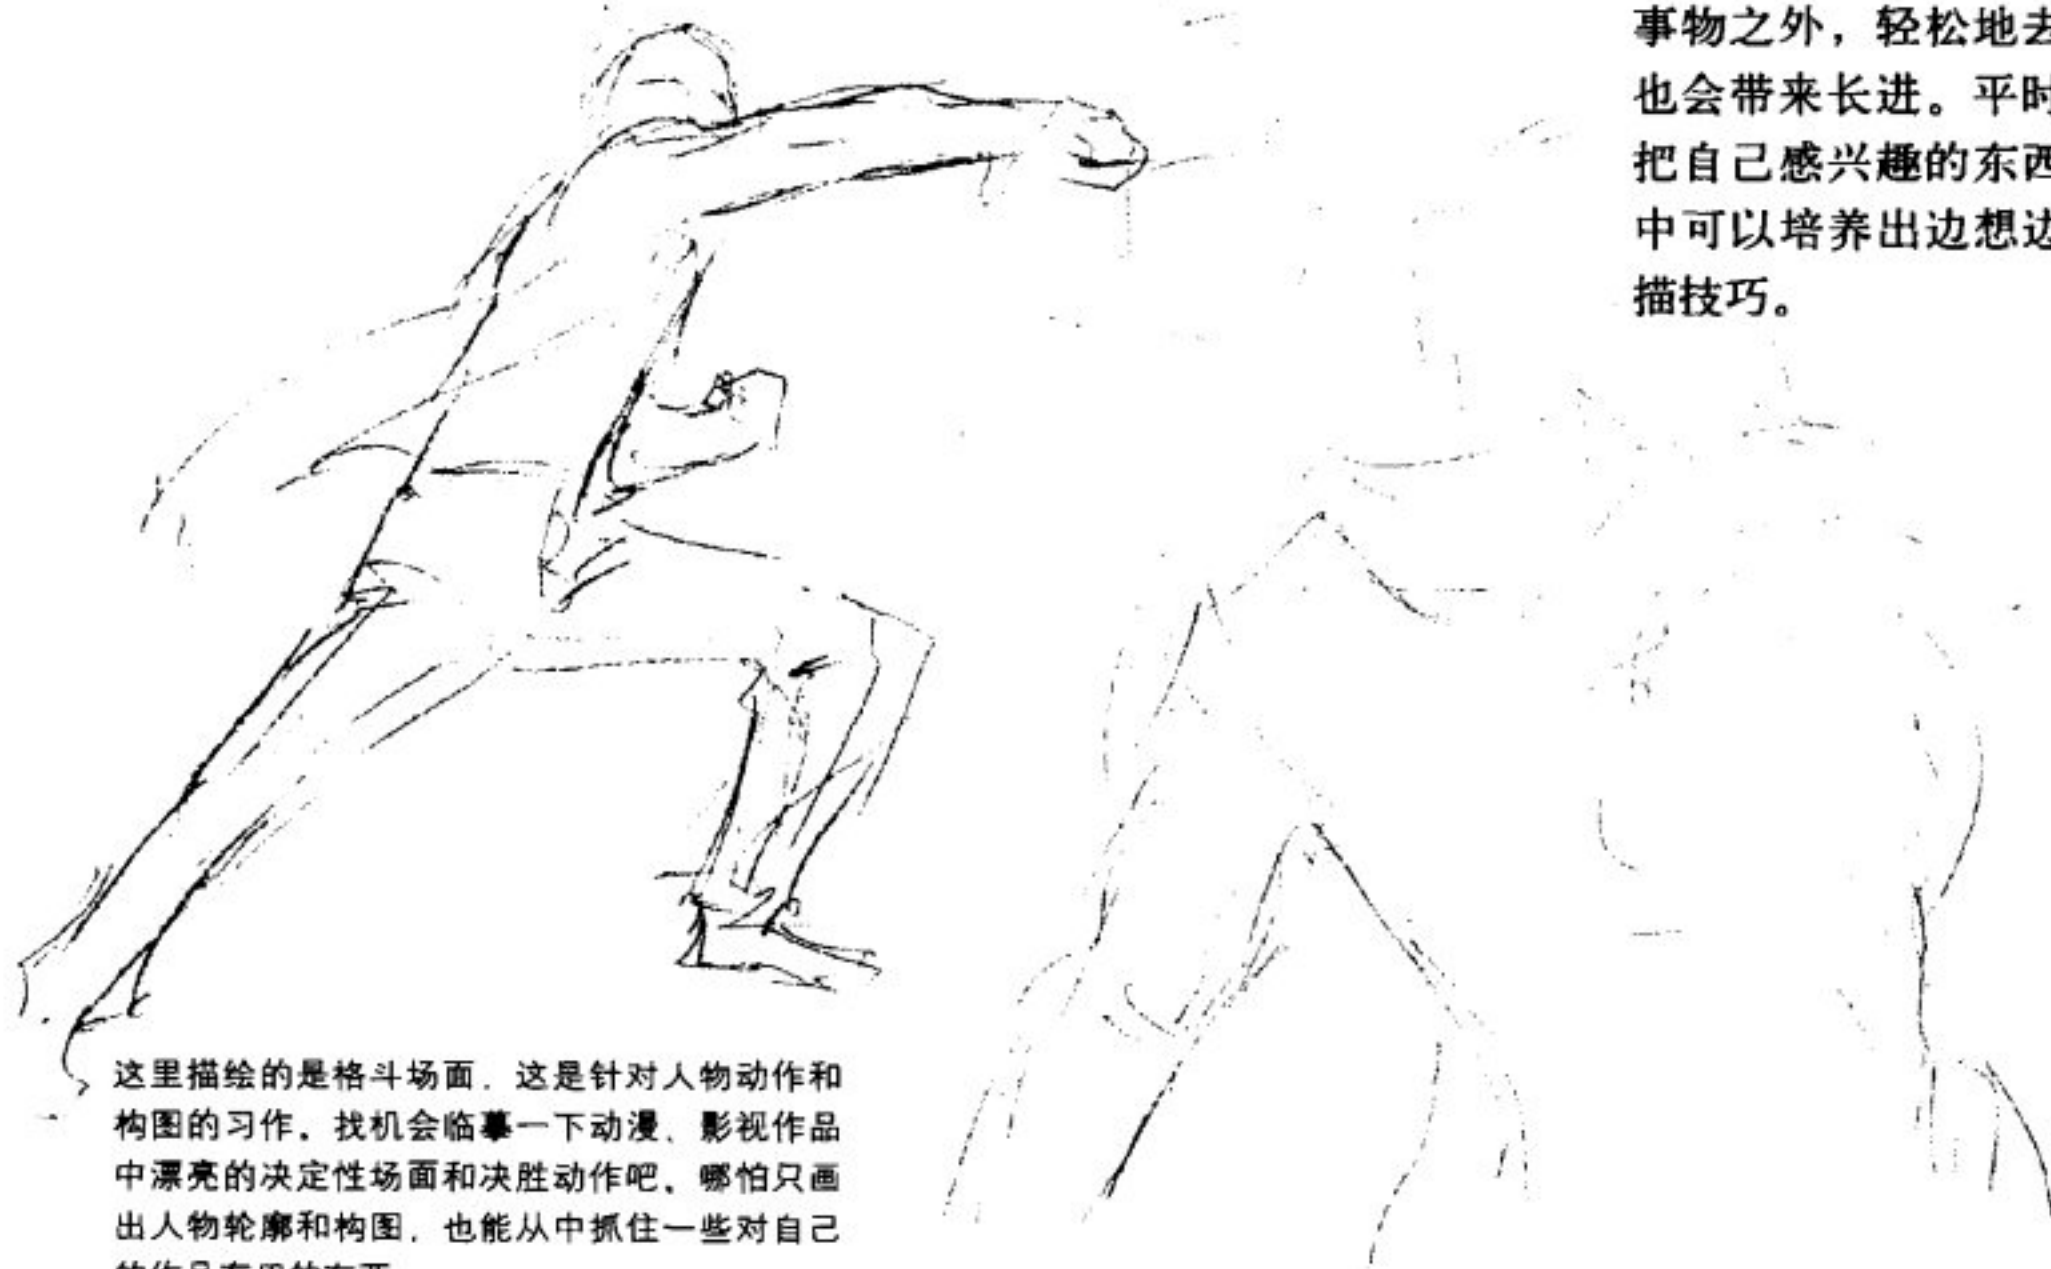 事物之外，轻松地去
也会带来长进。平时
把自己感兴趣的东西
中可以培养出边想边
描技巧。
这里描绘的是格斗场面．这是针对人物动作和
构图的习作。找机会临摹一下动漫、影视作品
中漂亮的决定性场面和决胜动作吧。哪怕只画
出人物轮廓和构图，也能从中抓住一些对自己